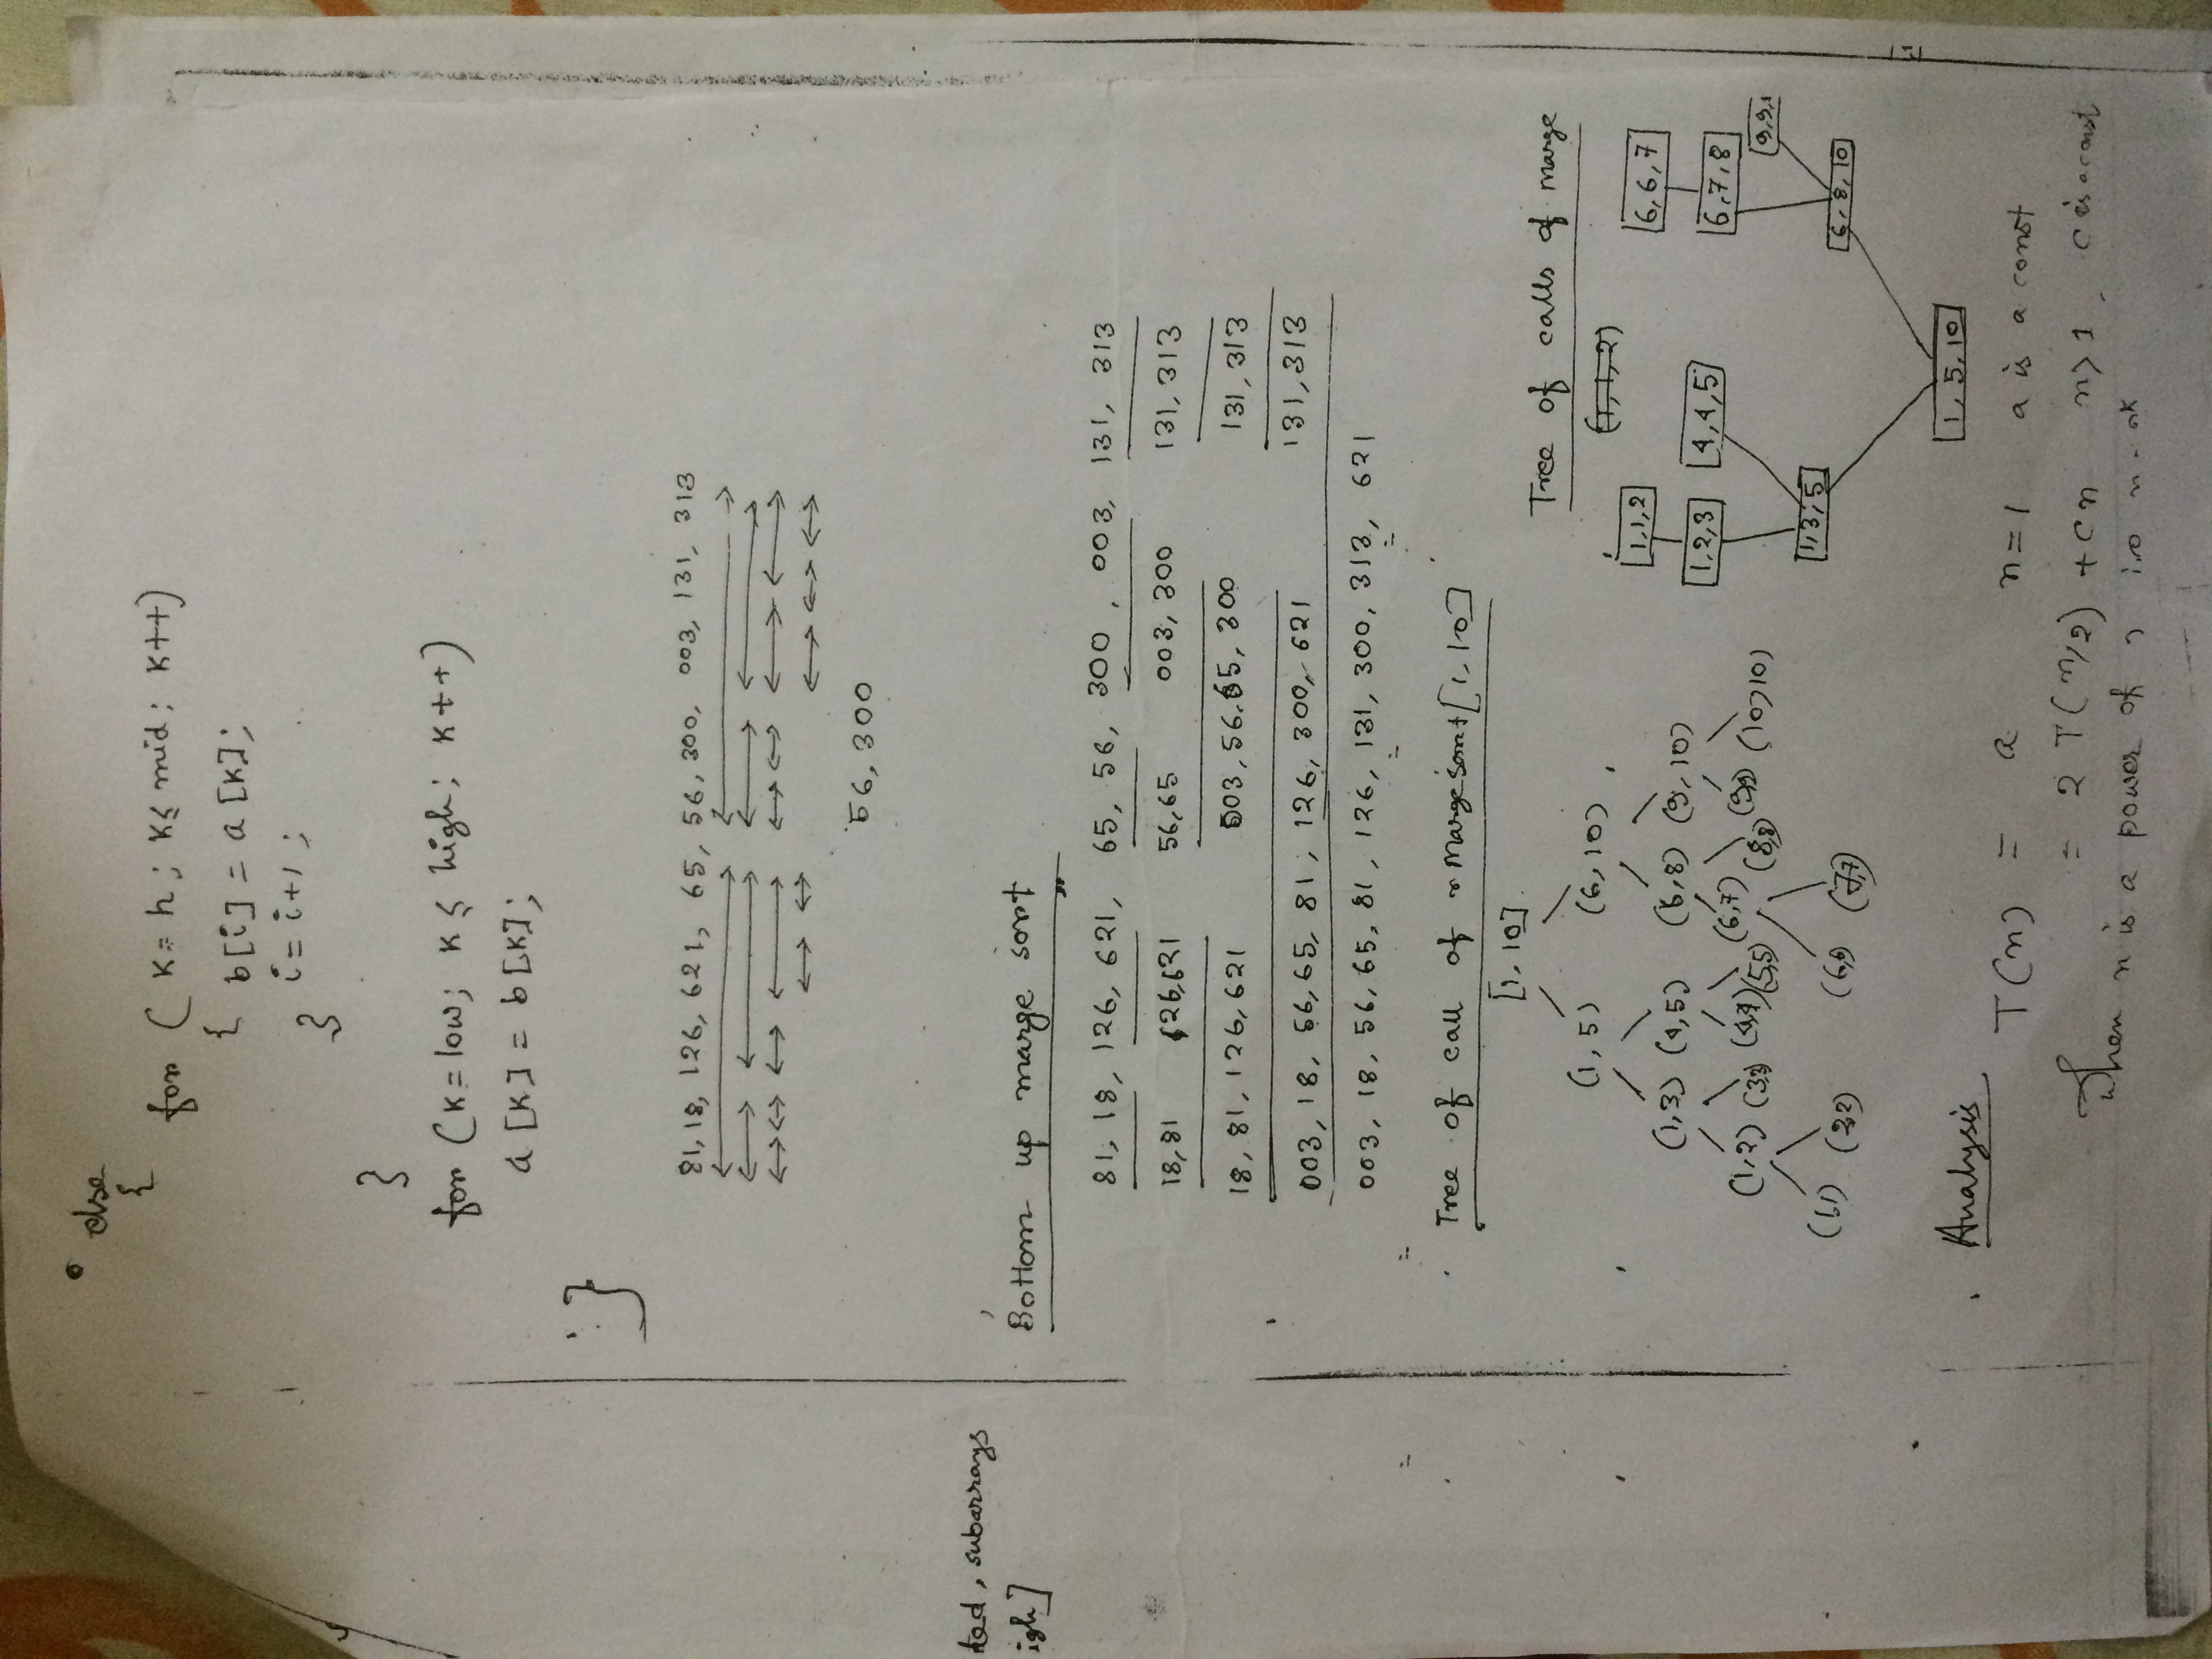 else
{
for ( K = h ; K ≤ mid ; K++)
{ b[i] = a [K];
i = i+1 ;
}
}
for (K = low; K ≤ high; K++)
a [K] = b[K];
}
81, 18, 126, 621, 65, 56, 300, 003, 131, 313
56, 300
ted, subarrays
igh]
Bottom up marge sort
81, 18, 126, 621, 65, 56, 300, 003, 131, 313
18,81 126,621 56,65 003, 300 131, 313
18, 81, 126, 621 003, 56, 65, 300 131, 313
003, 18, 56, 65, 81, 126, 300, 621 131, 313
003, 18, 56, 65, 81, 126, 131, 300, 313, 621
Tree of call of Marge Sort [1, 10]
[1, 10]
(1, 5) (6, 10)
(1,3) (4,5) (6,8) (9,10)
(1,2) (3,3) (4,4) (5,5) (6,7) (8,8) (9,9) (10,10)
(1,1) (2,2) (6,6) (7,7)
Tree of calls of marge
(1,1,2)
1,1,2 6,6,7
1,2,3 4,4,5 6,7,8
9,9,1
1,3,5 6,8,10
1, 5, 10
Analysis
T(n) = a n=1 a is a const
= 2 T(n/2) + cn n>1, c is a const
When n is a power of